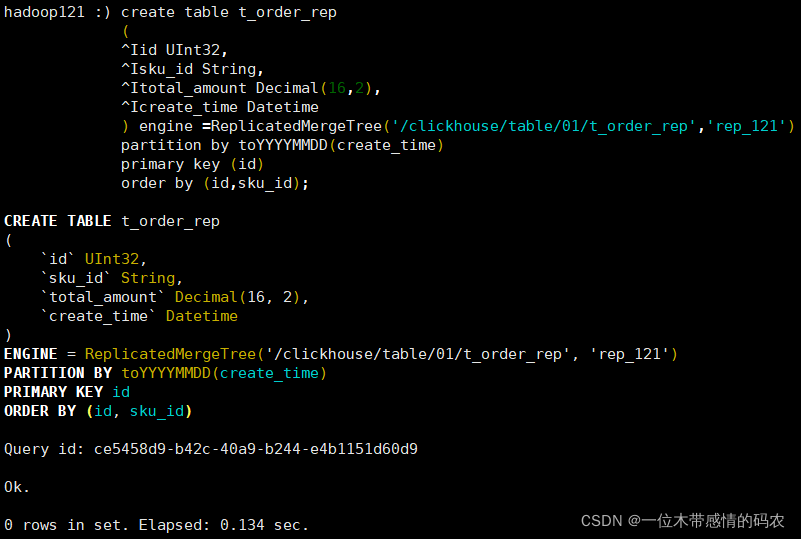 hadoop121 :) create table t_order_rep
(
^Iid UInt32,
^Isku_id String,
^Itotal_amount Decimal(16,2),
^Icreate_time Datetime
) engine =ReplicatedMergeTree('/clickhouse/table/01/t_order_rep','rep_121')
partition by toYYYYMMDD(create_time)
primary key (id)
order by (id,sku_id);
CREATE TABLE t_order_rep
(
`id` UInt32,
`sku_id` String,
`total_amount` Decimal(16, 2),
`create_time` Datetime
)
ENGINE = ReplicatedMergeTree('/clickhouse/table/01/t_order_rep', 'rep_121')
PARTITION BY toYYYYMMDD(create_time)
PRIMARY KEY id
ORDER BY (id, sku_id)
Query id: ce5458d9-b42c-40a9-b244-e4b1151d60d9
Ok.
0 rows in set. Elapsed: 0.134 sec.
CSDN @一位木带感情的码农